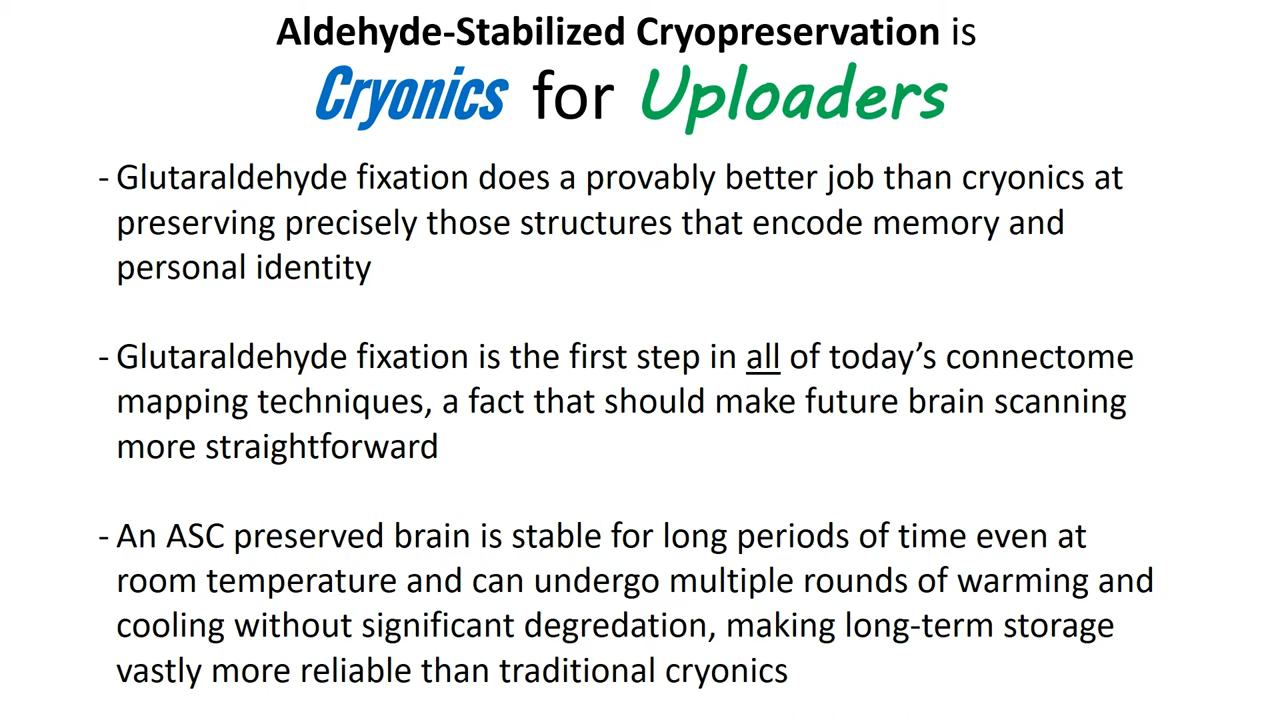 Aldehyde-Stabilized Cryopreservation is
Cryonics for Uploaders
- Glutaraldehyde fixation does a provably better job than cryonics at
preserving precisely those structures that encode memory and
personal identity
- Glutaraldehyde fixation is the first step in all of today’s connectome
mapping techniques, a fact that should make future brain scanning
more straightforward
- An ASC preserved brain is stable for long periods of time even at
room temperature and can undergo multiple rounds of warming and
cooling without significant degredation, making long-term storage
vastly more reliable than traditional cryonics